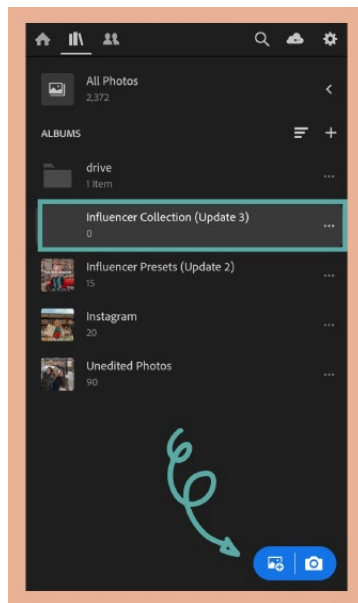 All Photos
2,372
ALBUMS
drive
1 Item
Influencer Collection (Update 3)
0
Influencer Presets (Update 2)
15
Instagram
20
Unedited Photos
90